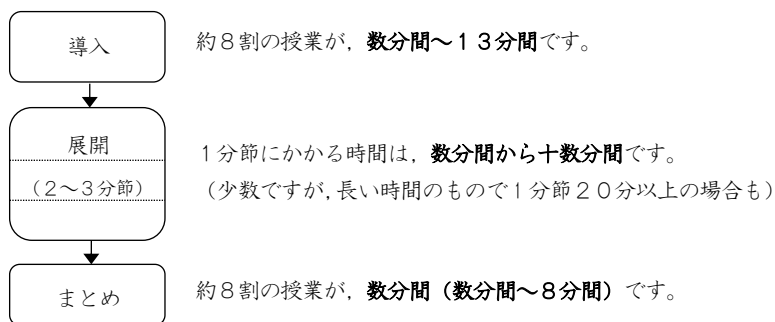 導入
約８割の授業が，数分間～１３分間です。
展開
（２～３分節）
１分節にかかる時間は，数分間から十数分間です。
（少数ですが,長い時間のもので１分節２０分以上の場合も）
まとめ
約８割の授業が，数分間（数分間～８分間）です。